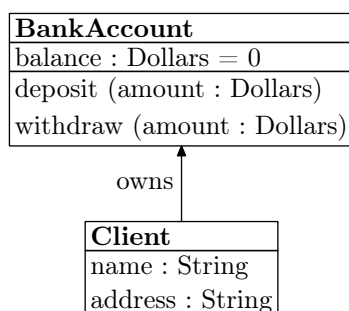 BankAccount
balance : Dollars = 0
deposit (amount : Dollars)
withdraw (amount : Dollars)
owns
Client
name : String
address : String